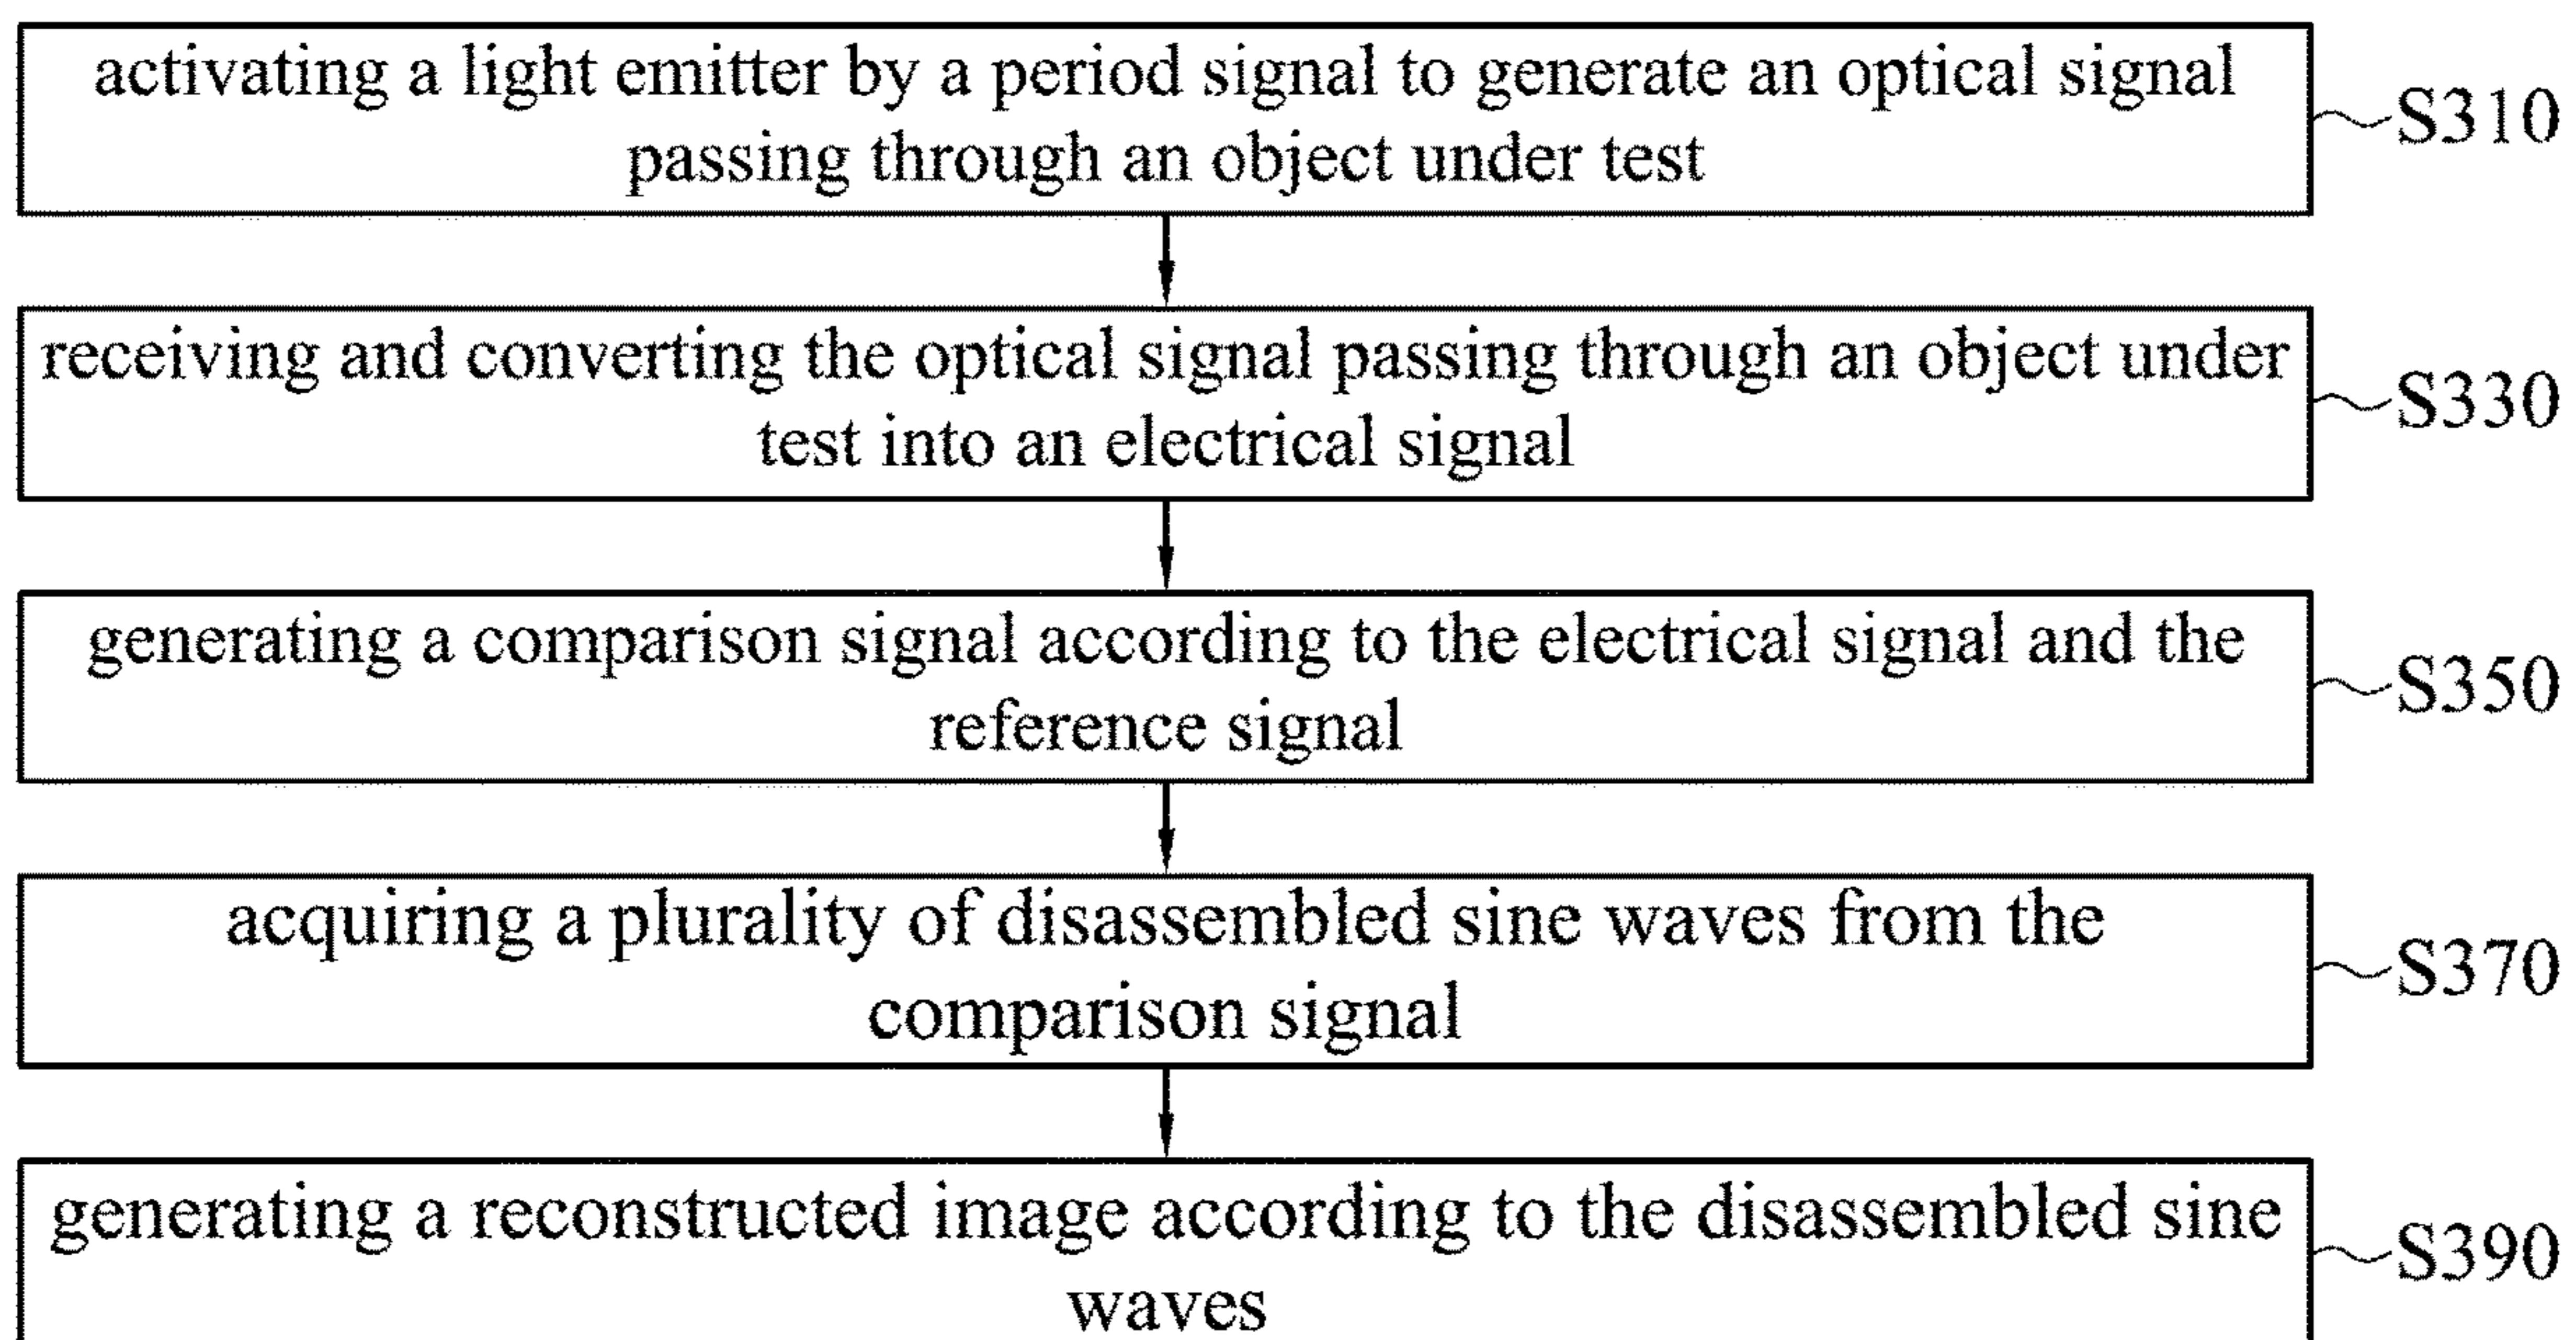 activating a light emitter by a period signal to generate an optical signal
passing through an object under test
S310
receiving and converting the optical signal passing through an object under
test into an electrical signal
S330
generating a comparison signal according to the electrical signal and the
reference signal
S350
acquiring a plurality of disassembled sine waves from the
comparison signal
S370
generating a reconstructed image according to the disassembled sine
waves
S390